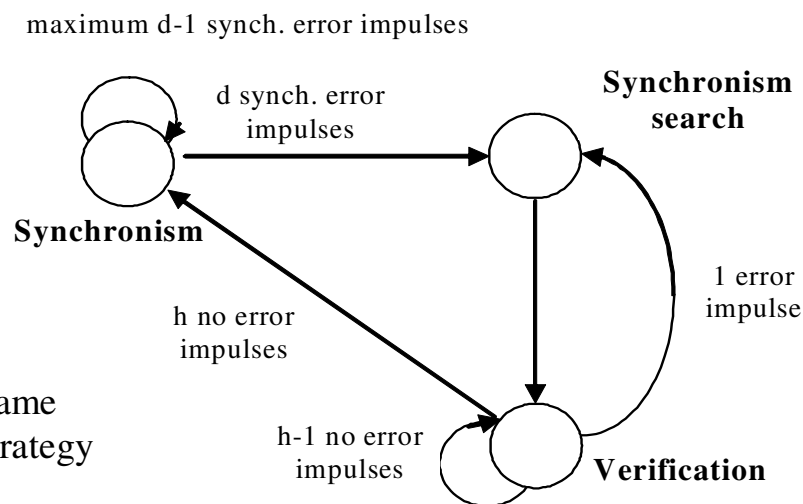 maximum d-1 synch. error impulses
d synch. error
impulses
Synchronism
search
Synchronism
1 error
impulse
h no error
impulses
ame
rategy
h-1 no error
impulses
Verification